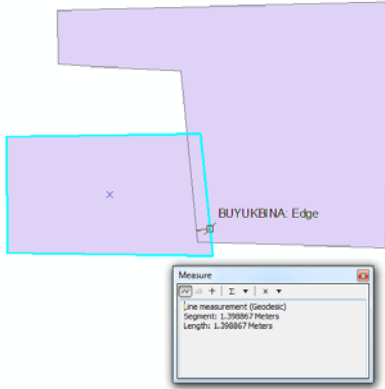 BUYUKBINA: Edge
Measure
Line measurement (Geodesic)
Segment: 1.398867 Meters
Length: 1.398867 Meters